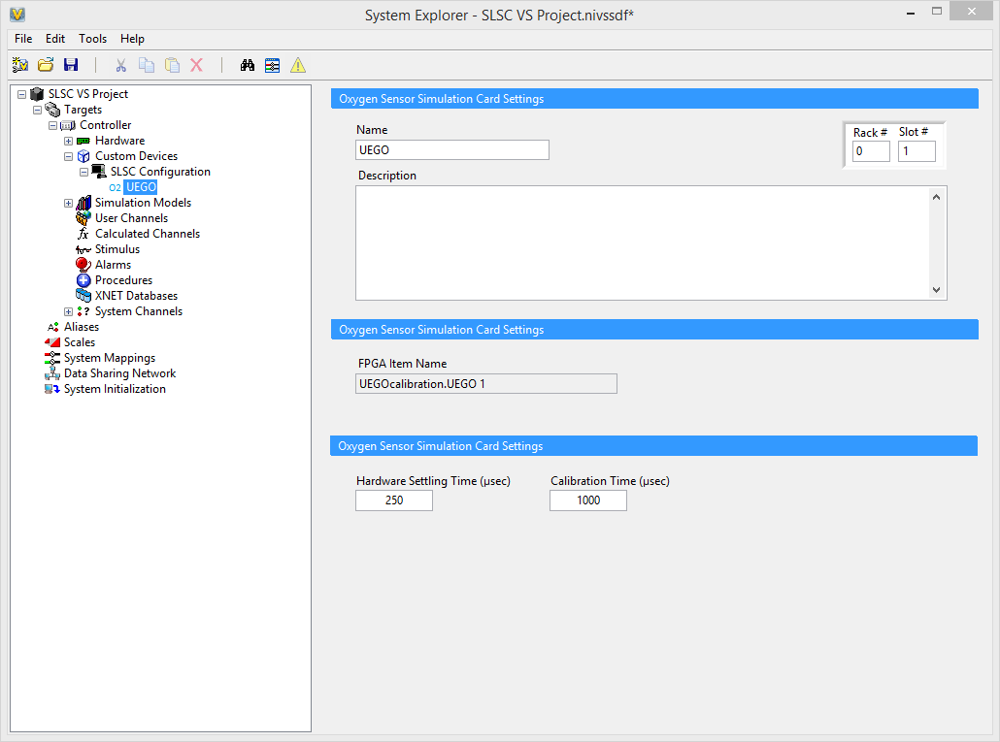 System Explorer - SLSC VS Project.nivssdf*
File Edit Tools Help
SLSC VS Project
Targets
Controller
Hardware
Custom Devices
SLSC Configuration
O2 UEGO
Simulation Models
User Channels
fx Calculated Channels
Stimulus
Alarms
Procedures
XNET Databases
System Channels
Aliases
Scales
System Mappings
Data Sharing Network
System Initialization
Oxygen Sensor Simulation Card Settings
Name
UEGO
Rack # Slot #
0 1
Description
Oxygen Sensor Simulation Card Settings
FPGA Item Name
UEGOcalibration.UEGO 1
Oxygen Sensor Simulation Card Settings
Hardware Settling Time (µsec) Calibration Time (µsec)
250 1000